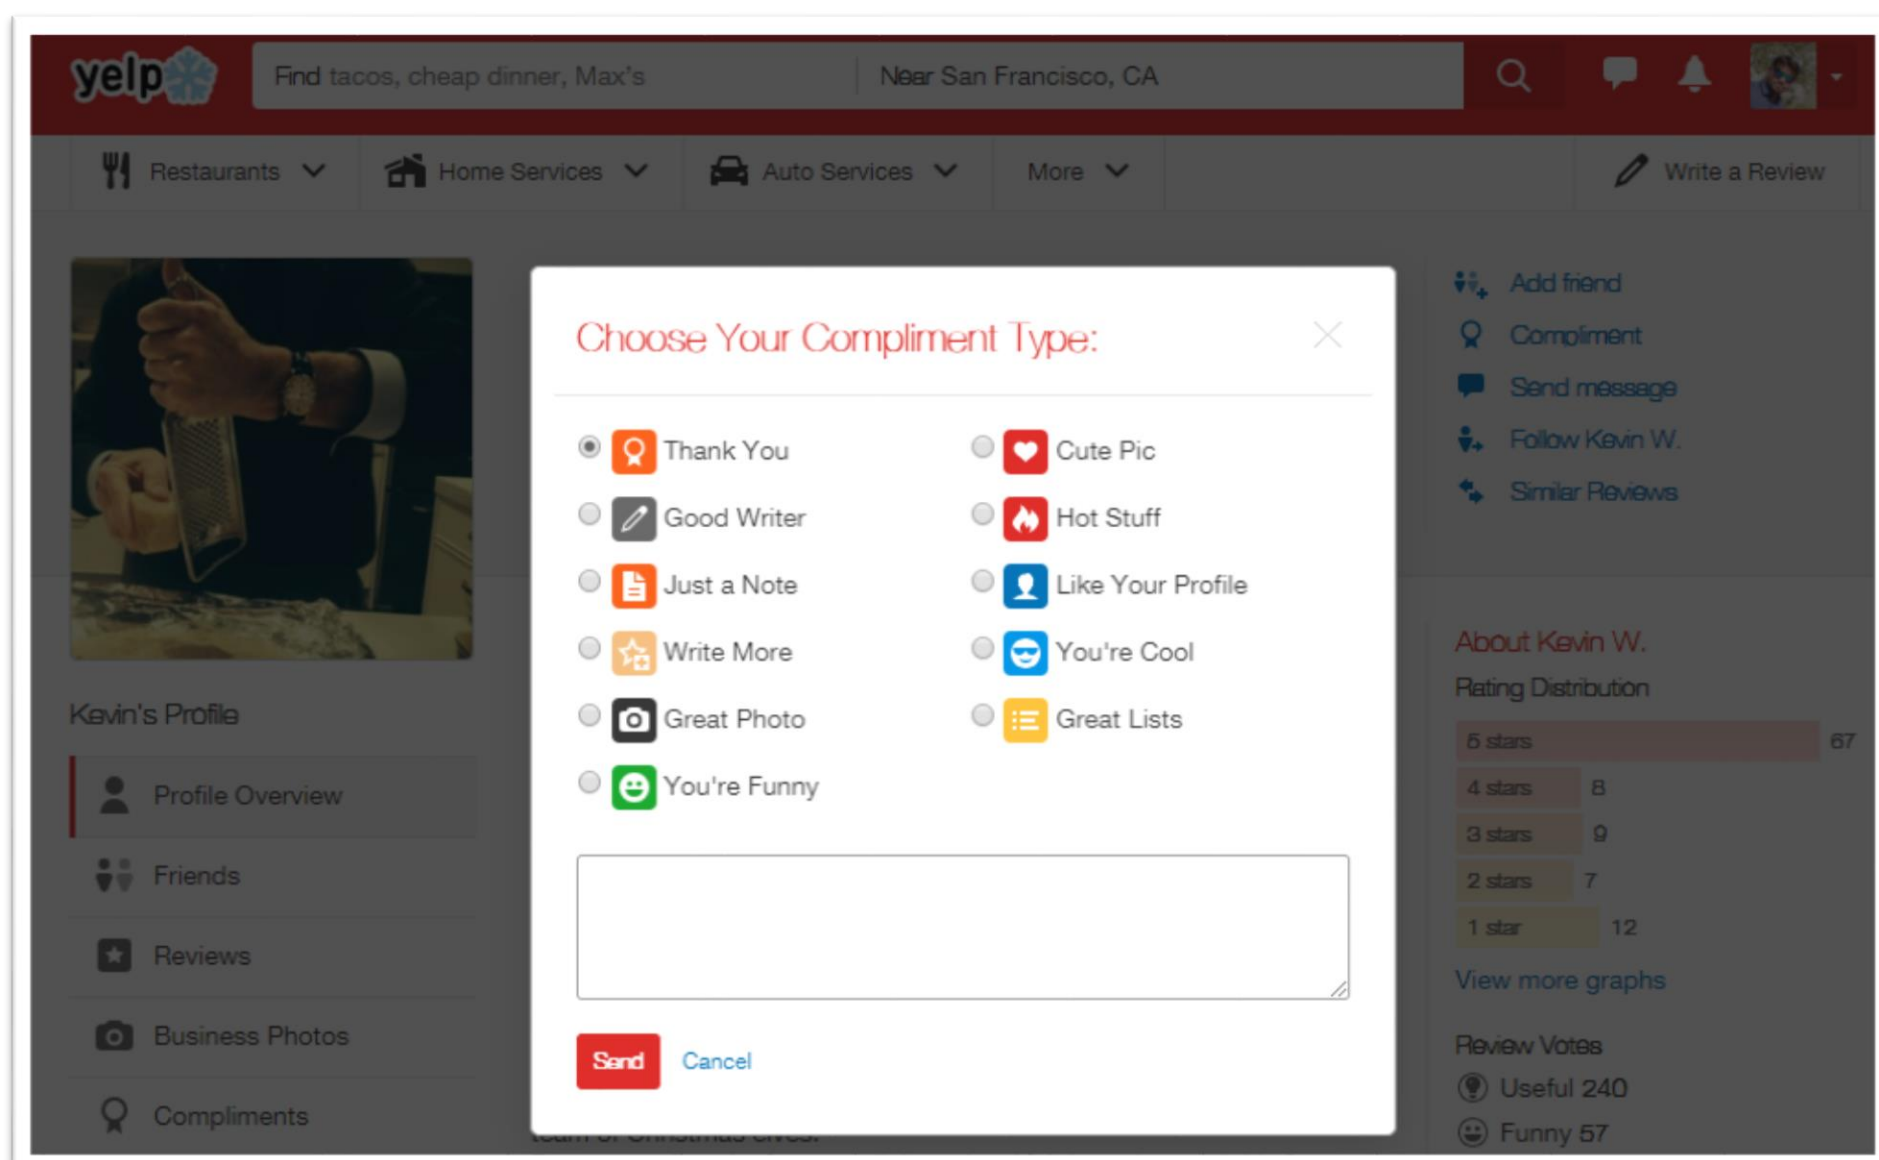 yelp
Find tacos, cheap dinner, Max's
Near San Francisco, CA
Restaurants
Home Services
Auto Services
More
Write a Review
Add friend
Compliment
Send message
Follow Kevin W.
Similar Reviews
Choose Your Compliment Type:
Thank You
Cute Pic
Good Writer
Hot Stuff
Just a Note
Like Your Profile
Write More
You're Cool
Great Photo
Great Lists
You're Funny
Send
Cancel
Kevin's Profile
Profile Overview
Friends
Reviews
Business Photos
Compliments
team of Christmas elves.
About Kevin W.
Rating Distribution
5 stars 67
4 stars 8
3 stars 9
2 stars 7
1 star 12
View more graphs
Review Votes
Useful 240
Funny 57